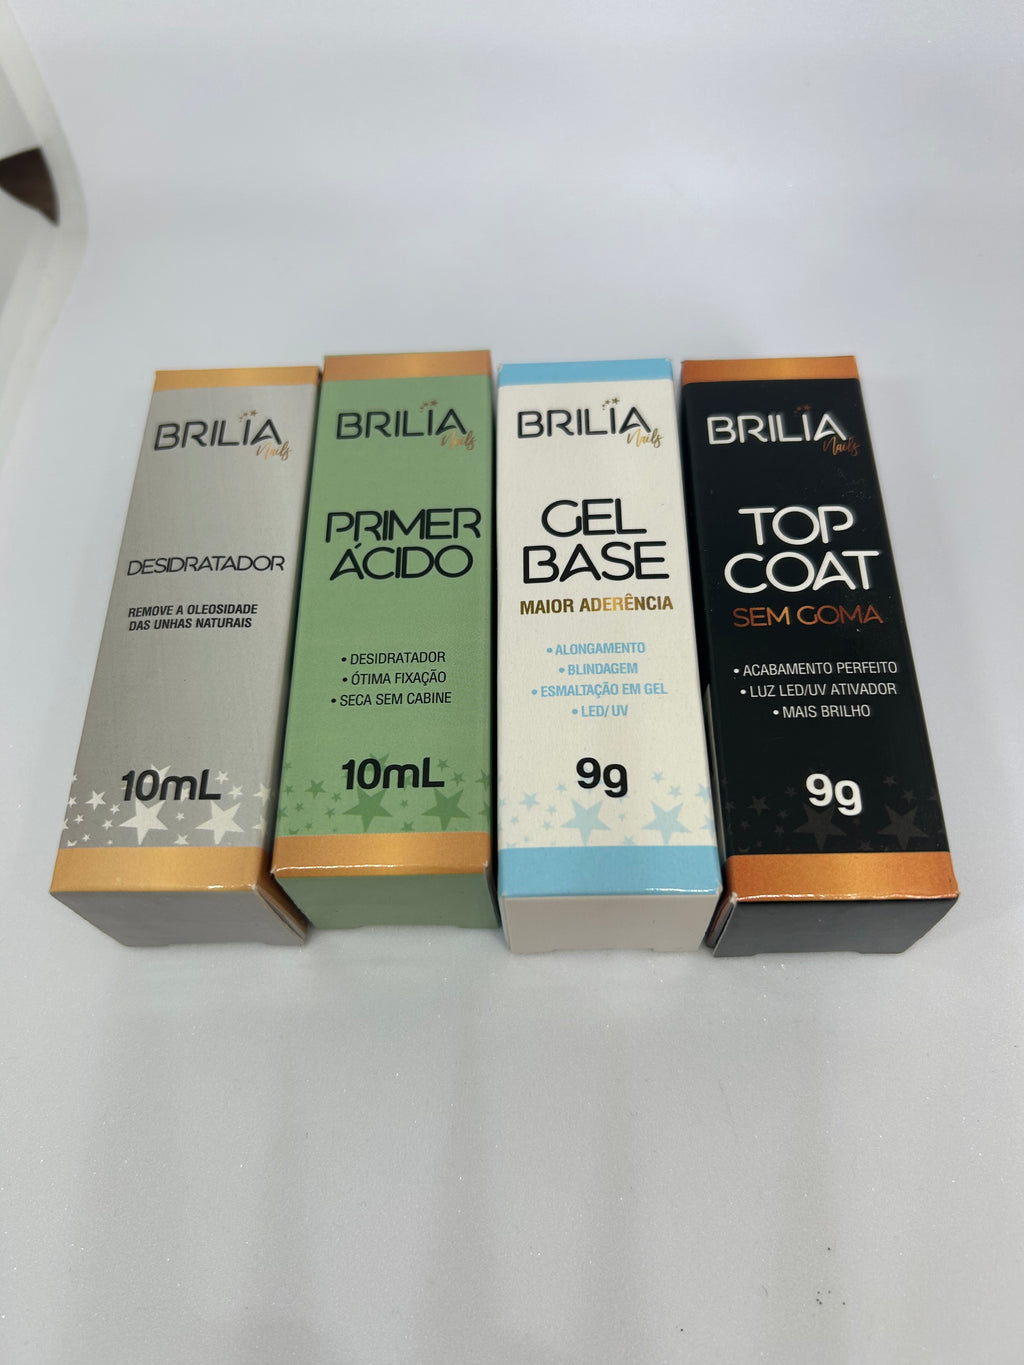 BRILIA
Nails
DESIDRATADOR
REMOVE A OLEOSIDADE
DAS UNHAS NATURAIS
10mL
BRILIA
Nails
PRIMER
ÁCIDO
• DESIDRATADOR
• ÓTIMA FIXAÇÃO
• SECA SEM CABINE
10mL
BRILIA
Nails
GEL
BASE
MAIOR ADERÊNCIA
• ALONGAMENTO
• BLINDAGEM
• ESMALTAÇÃO EM GEL
• LED/ UV
9g
BRILIA
Nails
TOP
COAT
SEM GOMA
• ACABAMENTO PERFEITO
• LUZ LED/UV ATIVADOR
• MAIS BRILHO
9g